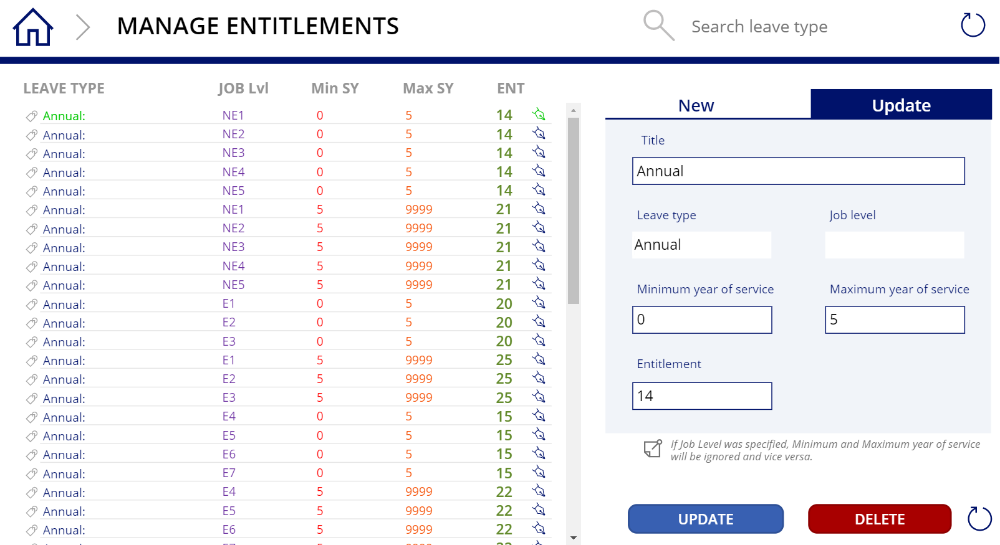 MANAGE ENTITLEMENTS
Search leave type
LEAVE TYPE JOB Lvl Min SY Max SY ENT
Annual: NE1 0 5 14
Annual: NE2 0 5 14
Annual: NE3 0 5 14
Annual: NE4 0 5 14
Annual: NE5 0 5 14
Annual: NE1 5 9999 21
Annual: NE2 5 9999 21
Annual: NE3 5 9999 21
Annual: NE4 5 9999 21
Annual: NE5 5 9999 21
Annual: E1 0 5 20
Annual: E2 0 5 20
Annual: E3 0 5 20
Annual: E1 5 9999 25
Annual: E2 5 9999 25
Annual: E3 5 9999 25
Annual: E4 0 5 15
Annual: E5 0 5 15
Annual: E6 0 5 15
Annual: E7 0 5 15
Annual: E4 5 9999 22
Annual: E5 5 9999 22
Annual: E6 5 9999 22
New Update
Title
Annual
Leave type Job level
Annual
Minimum year of service Maximum year of service
0 5
Entitlement
14
If Job Level was specified, Minimum and Maximum year of service
will be ignored and vice versa.
UPDATE DELETE